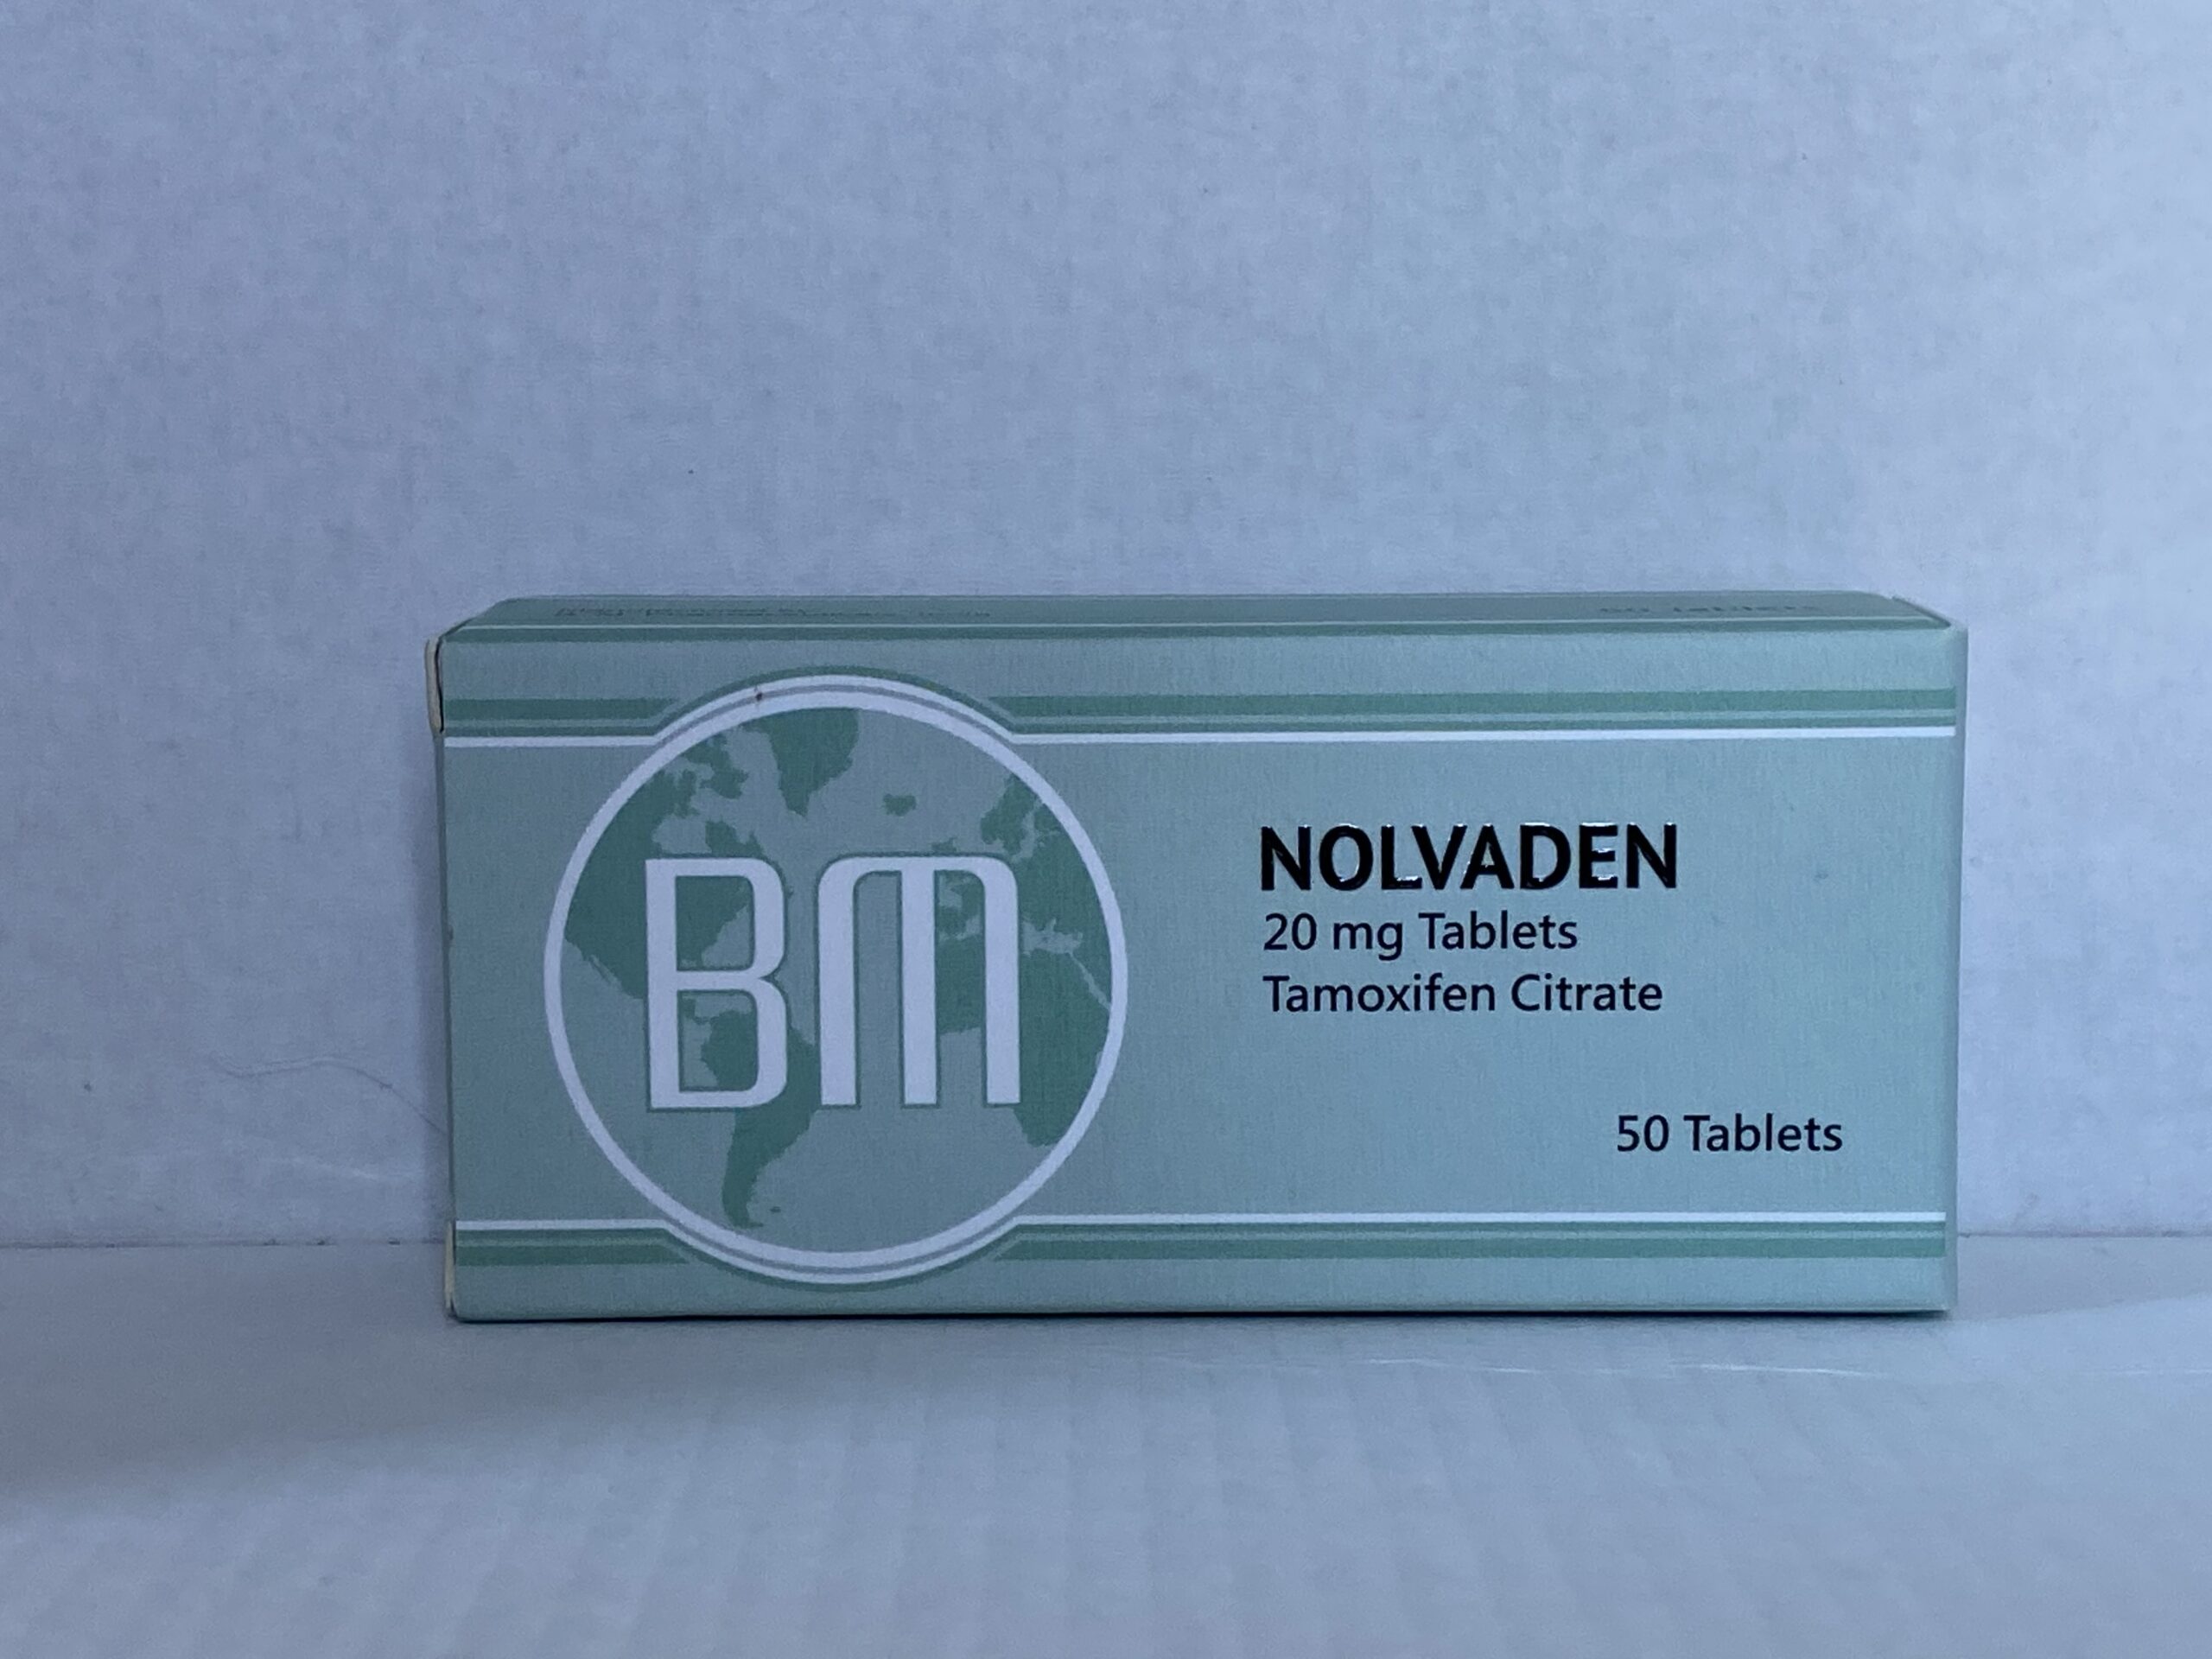 BM
NOLVADEN
20 mg Tablets
Tamoxifen Citrate
50 Tablets